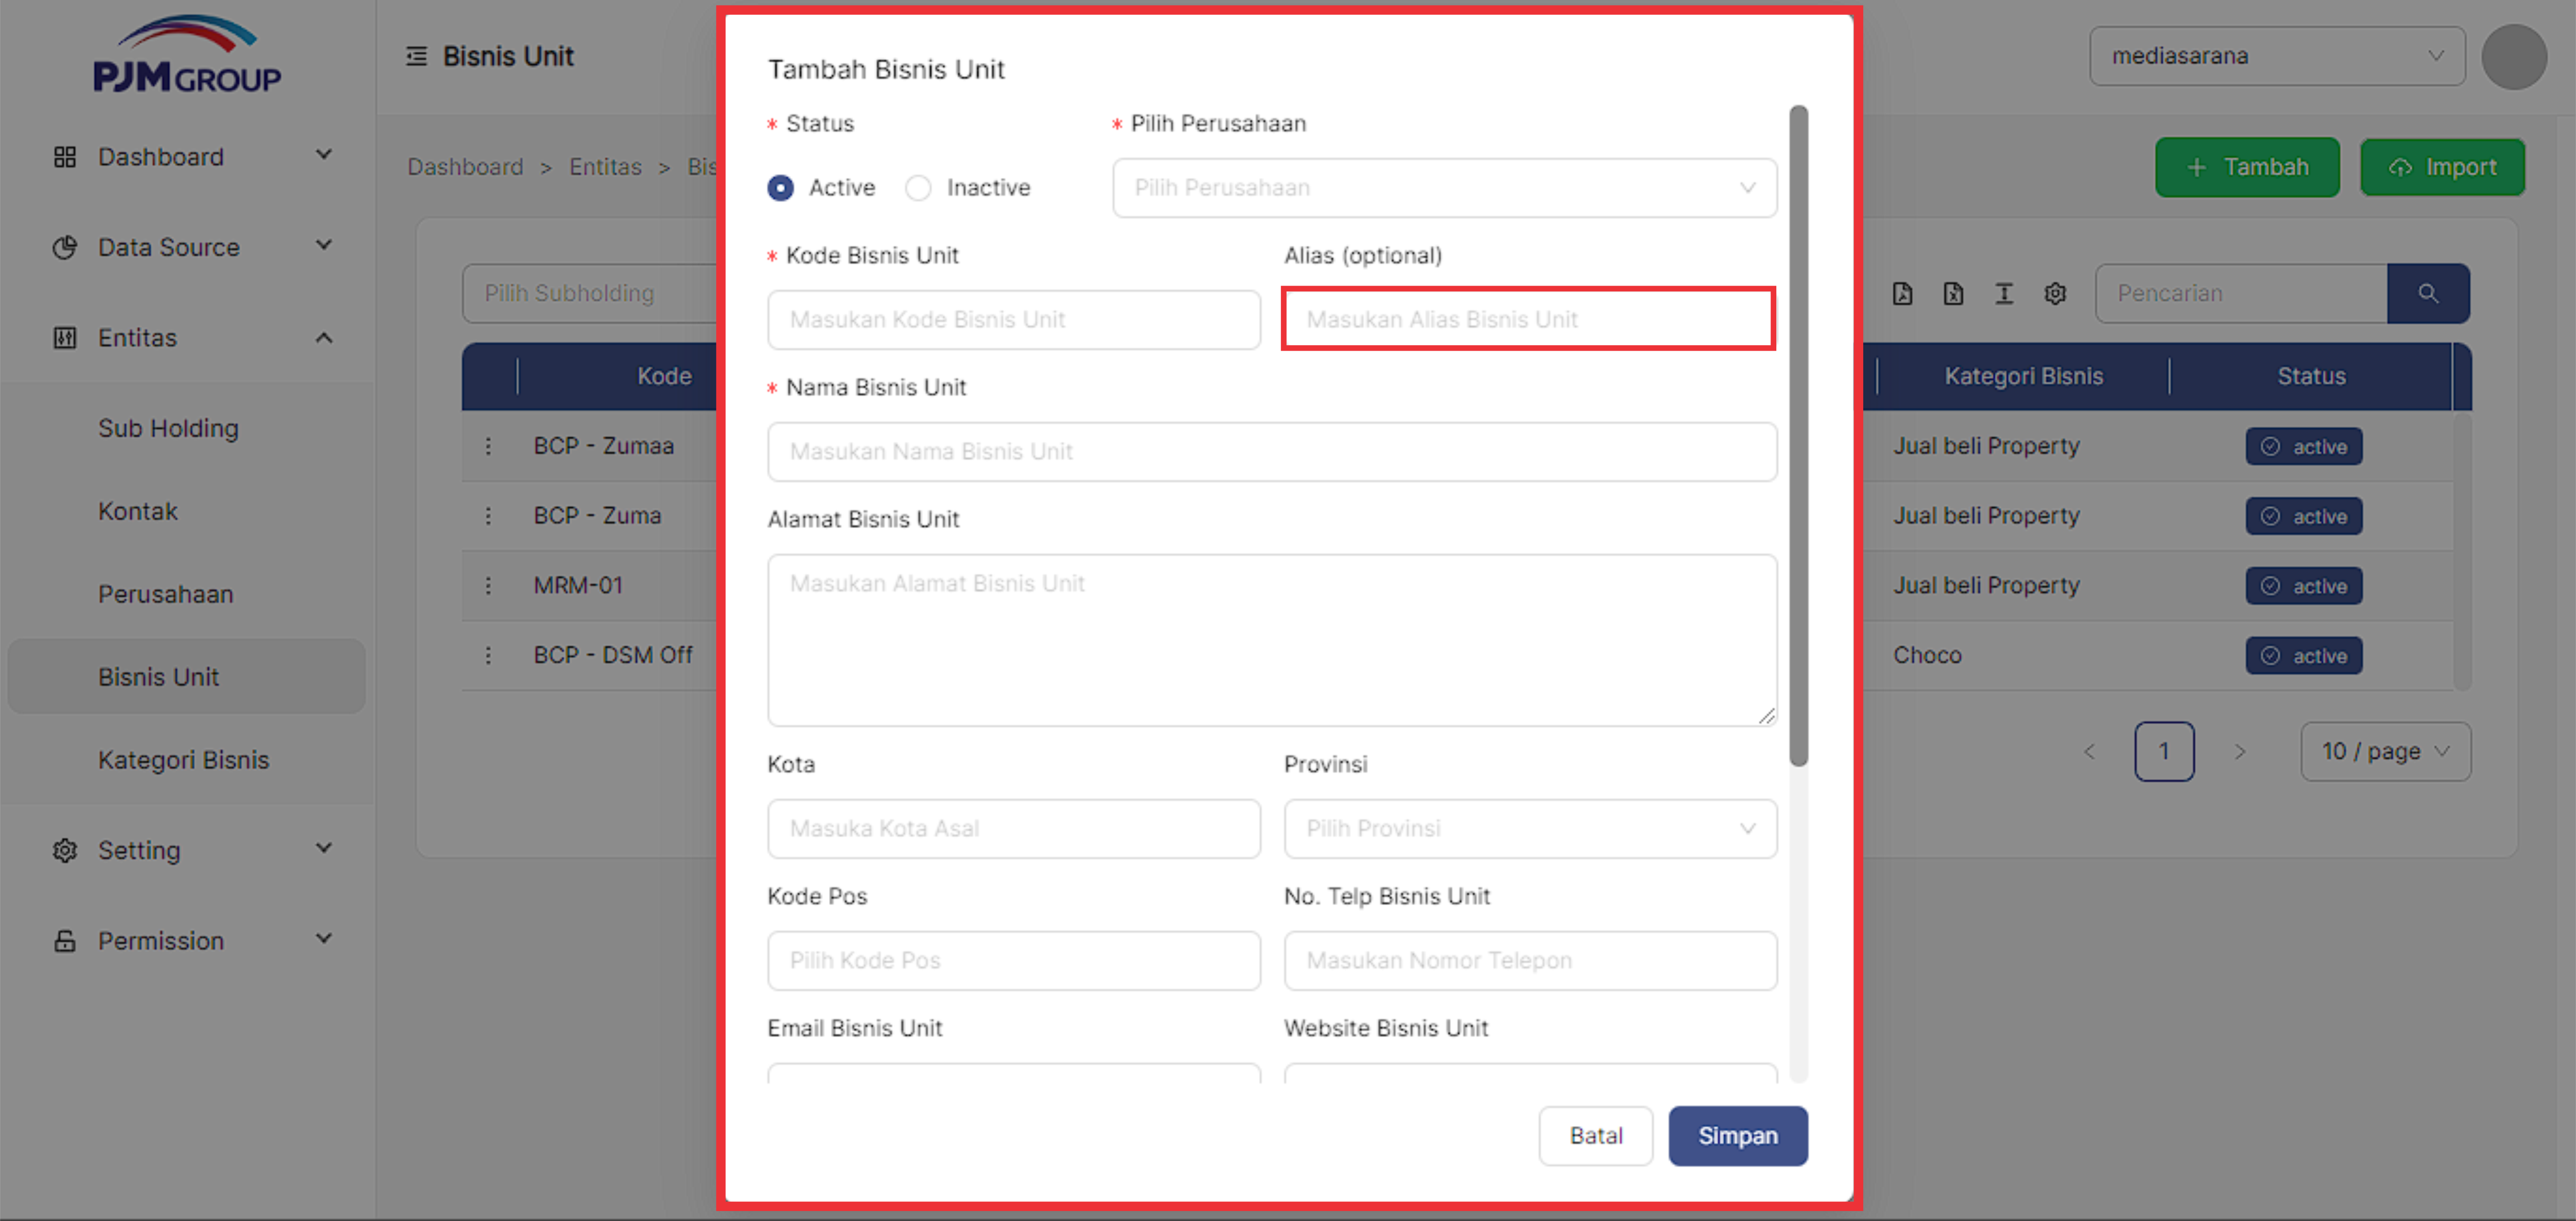 PJM GROUP
Bisnis Unit
mediasarana
Dashboard
Data Source
Entitas
Sub Holding
Kontak
Perusahaan
Bisnis Unit
Kategori Bisnis
Setting
Permission
Dashboard > Entitas > Bis
+ Tambah
Import
Pilih Subholding
Pencarian
Kode
Kategori Bisnis
Status
BCP - Zumaa
Jual beli Property
active
BCP - Zuma
Jual beli Property
active
MRM-01
Jual beli Property
active
BCP - DSM Off
Choco
active
< 1 >
10 / page
Tambah Bisnis Unit
* Status
* Pilih Perusahaan
Active
Inactive
Pilih Perusahaan
* Kode Bisnis Unit
Alias (optional)
Masukan Kode Bisnis Unit
Masukan Alias Bisnis Unit
* Nama Bisnis Unit
Masukan Nama Bisnis Unit
Alamat Bisnis Unit
Masukan Alamat Bisnis Unit
Kota
Provinsi
Masuka Kota Asal
Pilih Provinsi
Kode Pos
No. Telp Bisnis Unit
Pilih Kode Pos
Masukan Nomor Telepon
Email Bisnis Unit
Website Bisnis Unit
Batal
Simpan